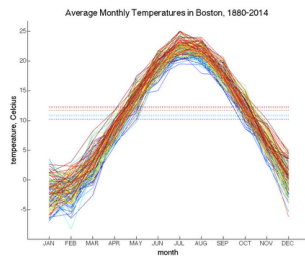 Average Monthly Temperatures in Boston, 1880-2014
25
20
15
10
5
0
-5
temperature, Celcius
JAN FEB MAR APR MAY JUN JUL AUG SEP OCT NOV DEC
month